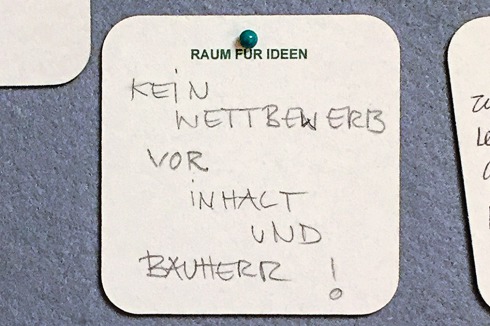 RAUM FÜR IDEEN
KEiN
WETTBEWERB
VOR
iNHALT
UND
BAUHERR !